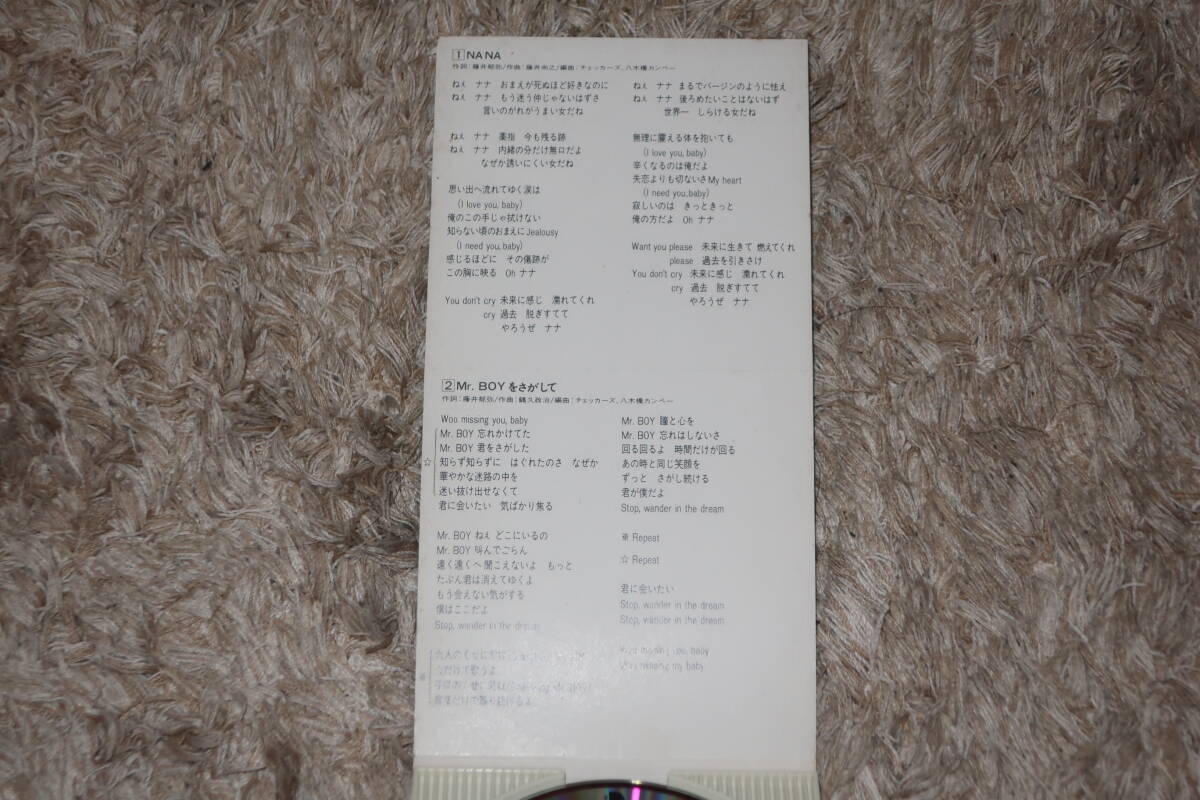 1 NANA
作詞：藤井郁弥/作曲：藤井尚之/編曲：チェッカーズ、八木橋カンペー
ねぇ ナナ おまえが死ぬほど好きなのに
ねぇ ナナ もう迷う仲じゃないはずさ
言いのがれがうまい女だね
ねぇ ナナ 薬指 今も残る跡
ねぇ ナナ 内緒の分だけ無口だよ
なぜか誘いにくい女だね
思い出へ流れてゆく涙は
(I love you, baby)
俺のこの手じゃ拭けない
知らない頃のおまえにJealousy
(I need you, baby)
感じるほどに その傷跡が
この胸に映る Oh ナナ
You don't cry 未来に感じ 濡れてくれ
cry 過去 脱ぎすてて
やろうぜ ナナ
ねぇ ナナ まるでバージンのように怯え
ねぇ ナナ 後ろめたいことはないはず
世界一 しらける女だね
無理に震える体を抱いても
(I love you, baby)
辛くなるのは俺だよ
失恋よりも切ないさMy heart
(I need you, baby)
寂しいのは きっときっと
俺の方だよ Oh ナナ
Want you please 未来に生きて 燃えてくれ
please 過去を引きさけ
You don't cry 未来に感じ 濡れてくれ
cry 過去 脱ぎすてて
やろうぜ ナナ
2 Mr. BOY をさがして
作詞：藤井郁弥/作曲：鶴久政治/編曲：チェッカーズ、八木橋カンペー
Woo missing you, baby
Mr. BOY 忘れかけてた
Mr. BOY 君をさがした
☆ 知らず知らずに はぐれたのさ なぜか
華やかな迷路の中を
迷い抜け出せなくて
君に会いたい 気ばかり焦る
Mr. BOY ねぇ どこにいるの
Mr. BOY 叫んでごらん
遠く遠くへ 聞こえないよ もっと
たぶん君は消えてゆくよ
もう会えない気がする
僕はここだよ
Stop, wander in the dream
だけで歌うよ
Mr. BOY 瞳と心を
Mr. BOY 忘れはしないさ
回る回るよ 時間だけが回る
あの時と同じ笑顔を
ずっと さがし続ける
君が僕だよ
Stop, wander in the dream
※ Repeat
☆ Repeat
君に会いたい
Stop, wander in the dream
Stop, wander in the dream
missing you, baby
missing my baby